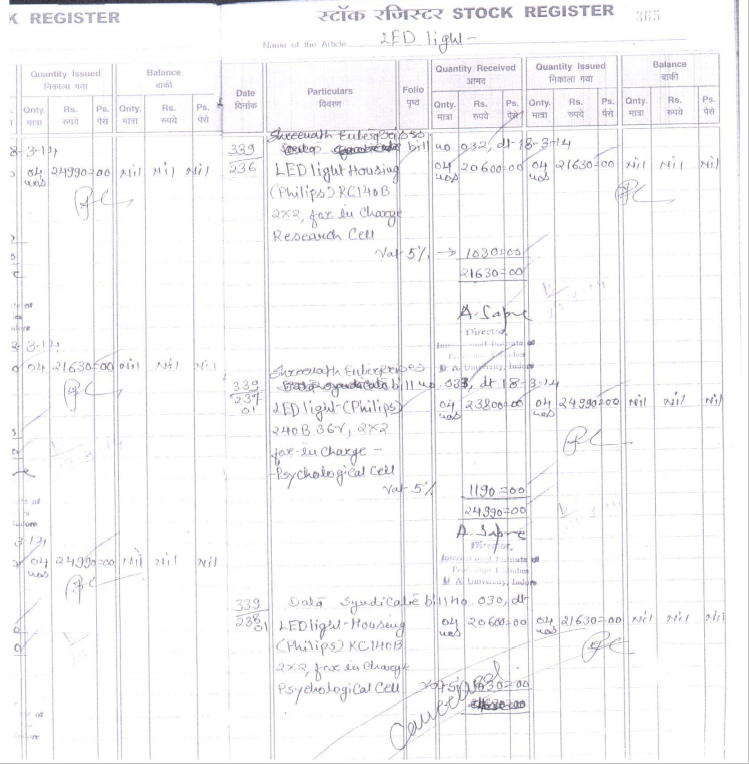 K REGISTER
स्टॉक रजिस्टर STOCK REGISTER 365
Name of the Article LED light-
Quantity Issued Balance
निकाला गया बाकी
Qnty. Rs. Ps. Qnty. Rs. Ps.
मात्रा रुपये पैसे मात्रा रुपये पैसे
Date Particulars Folio Quantity Received Quantity Issued Balance
दिनांक विवरण पृष्ठ आमद निकाला गया बाकी
Qnty. Rs. Ps. Qnty. Rs. Ps. Qnty. Rs. Ps.
मात्रा रुपये पैसे मात्रा रुपये पैसे मात्रा रुपये पैसे
8-3-14
04 24990=00 Nil Nil Nil
nos
3-14
04 21630=00 Nil Nil Nil
3 14
04 24990=00 Nil Nil Nil
nos
Shreenath Enterprises
339 bill no. 032, dt-18-3-14
236 LED light Housing 04 20600=00 04 21630=00 Nil Nil Nil
nos nos
(Philips) RC140B
2X2, for in Charge
Research Cell
Vat 5% → 1030=00
21630=00
A. Sapre
Director
International Institute of
Professional Studies
D. A. University, Indore
Shreenath Enterprises
339 bill no. 033, dt 18-3-14
237 LED light-(Philips) 04 23800=00 04 24990=00 Nil Nil Nil
01 nos nos
240B 36Y, 2X2
for in Charge -
Psychological Cell
Vat 5% 1190=00
24990=00
A. Sapre
Director,
International Institute of
Professional Studies
D. A. University, Indore
339 Data Syndicate bill no. 030, dt
238 LED light-Housing 04 20600=00 04 21630=00 Nil Nil Nil
01 nos nos
(Philips) RC140B
2X2, for in Charge
Psychological Cell Vat 5% 1030=00
Cancelled